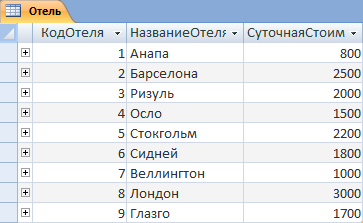 Отель
КодОтеля НазваниеОтеля СуточнаяСтоим
1 Анапа 800
2 Барселона 2500
3 Ризуль 2000
4 Осло 1500
5 Стокгольм 2200
6 Сидней 1800
7 Веллингтон 1000
8 Лондон 3000
9 Глазго 1700